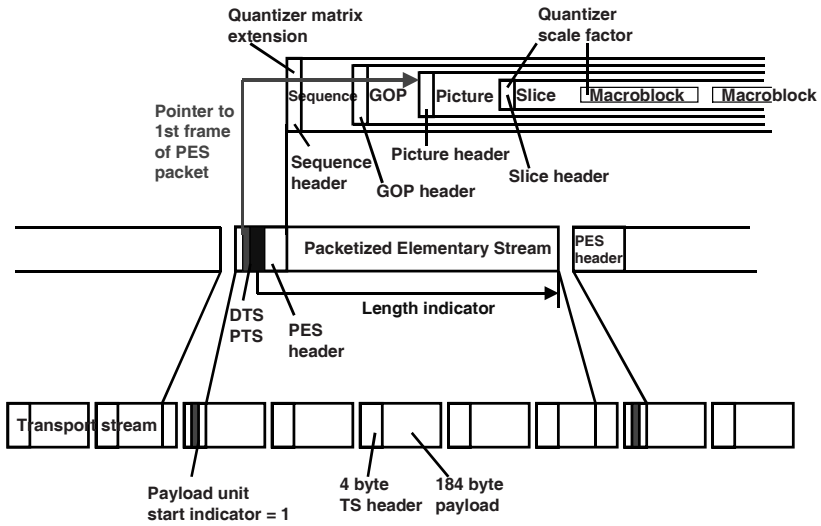 Quantizer matrix
extension
Quantizer
scale factor
Sequence
GOP
Picture
Slice
Macroblock
Macroblock
Pointer to
1st frame
of PES
packet
Sequence
header
Picture header
GOP header
Slice header
Packetized Elementary Stream
PES
header
DTS
PTS
PES
header
Length indicator
Transport stream
Payload unit
start indicator = 1
4 byte
TS header
184 byte
payload